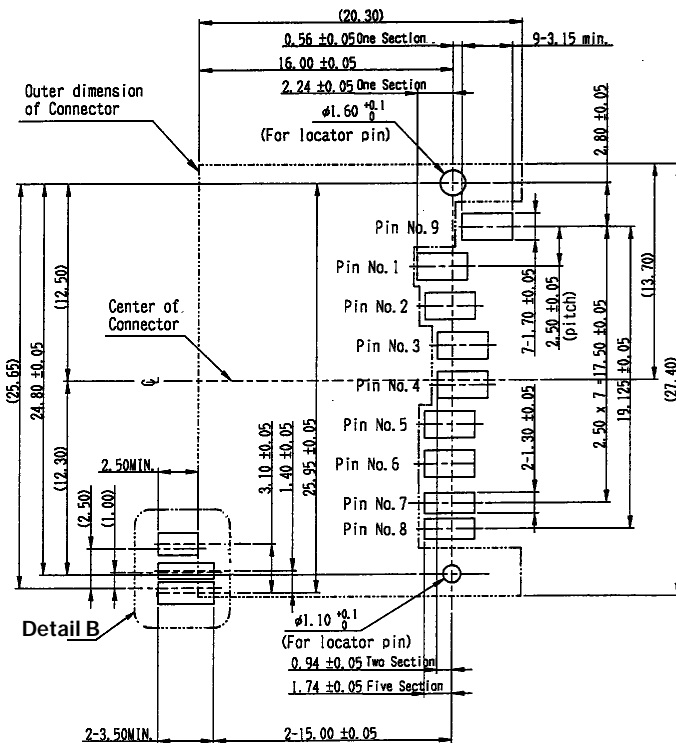 (20.30)
0.56 ±0.05 One Section
9-3.15 min.
16.00 ±0.05
2.24 ±0.05 One Section
Outer dimension
of Connector
φ1.60 +0.1 0
(For locator pin)
2.80 ±0.05
Pin No.9
Pin No.1
Pin No.2
Pin No.3
Pin No.4
Pin No.5
Pin No.6
Pin No.7
Pin No.8
7-1.70 ±0.05
2.50 ±0.05
(pitch)
2-1.30 ±0.05
2.50 x 7 =17.50 ±0.05
19.125 ±0.05
(13.70)
(27.40)
(12.50)
Center of
Connector
℄
(25.65)
24.80 ±0.05
(12.30)
2.50MIN.
(2.50)
(1.00)
3.10 ±0.05
1.40 ±0.05
25.95 ±0.05
Detail B
φ1.10 +0.1 0
(For locator pin)
0.94 ±0.05 Two Section
1.74 ±0.05 Five Section
2-3.50MIN.
2-15.00 ±0.05